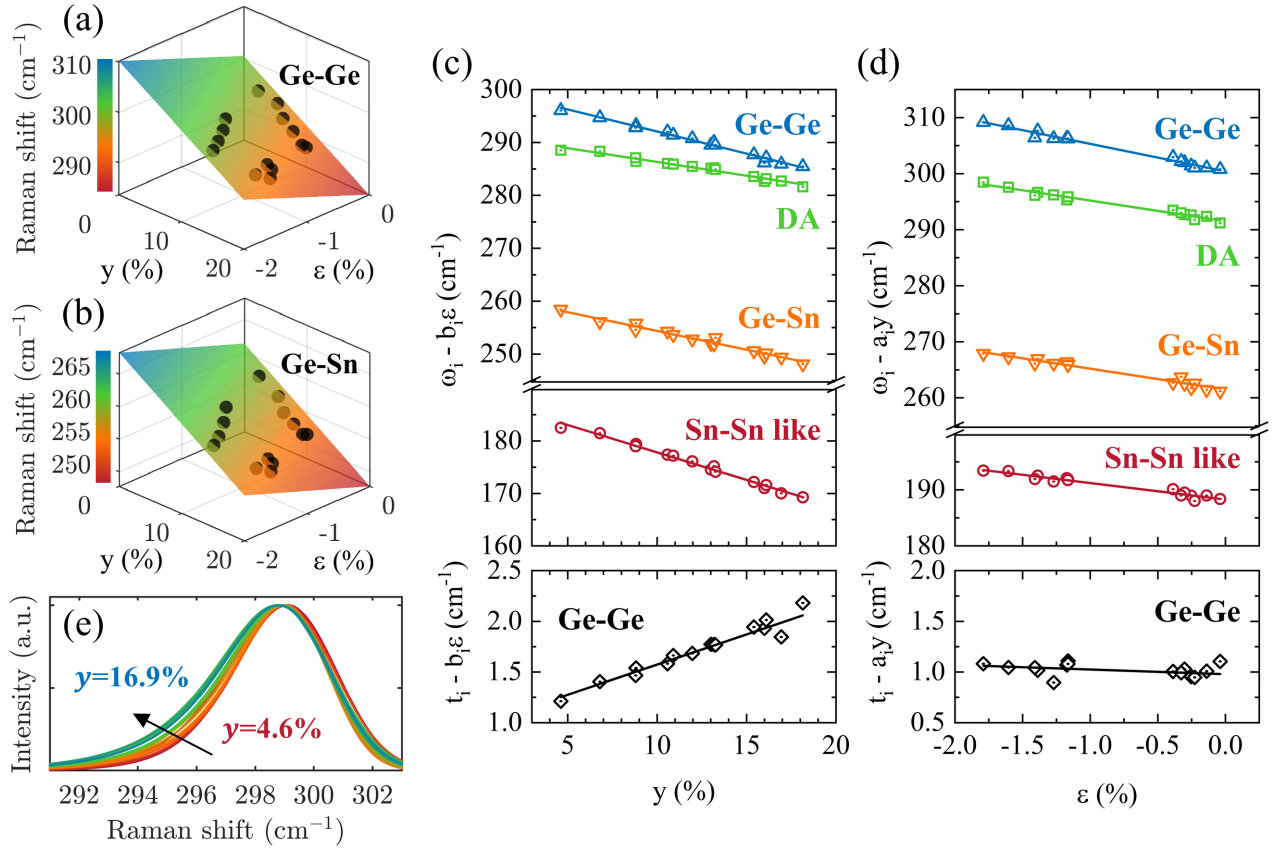 (a)
Ge-Ge
Raman shift (cm⁻¹)
310
300
290
0
10
20
y (%)
-2
-1
0
ε (%)
(b)
Ge-Sn
Raman shift (cm⁻¹)
265
260
255
250
0
10
20
y (%)
-2
-1
0
ε (%)
(e)
y=16.9%
y=4.6%
Intensity (a.u.)
292 294 296 298 300 302
Raman shift (cm⁻¹)
(c)
ωᵢ - bᵢε (cm⁻¹)
300
290
280
270
260
250
180
170
160
Ge-Ge
DA
Ge-Sn
Sn-Sn like
tᵢ - bᵢε (cm⁻¹)
2.5
2.0
1.5
1.0
Ge-Ge
5 10 15 20
y (%)
(d)
ωᵢ - aᵢy (cm⁻¹)
310
300
290
270
260
190
180
Ge-Ge
DA
Ge-Sn
Sn-Sn like
tᵢ - aᵢy (cm⁻¹)
2.0
1.5
1.0
0.5
Ge-Ge
-2.0 -1.5 -1.0 -0.5 0.0
ε (%)